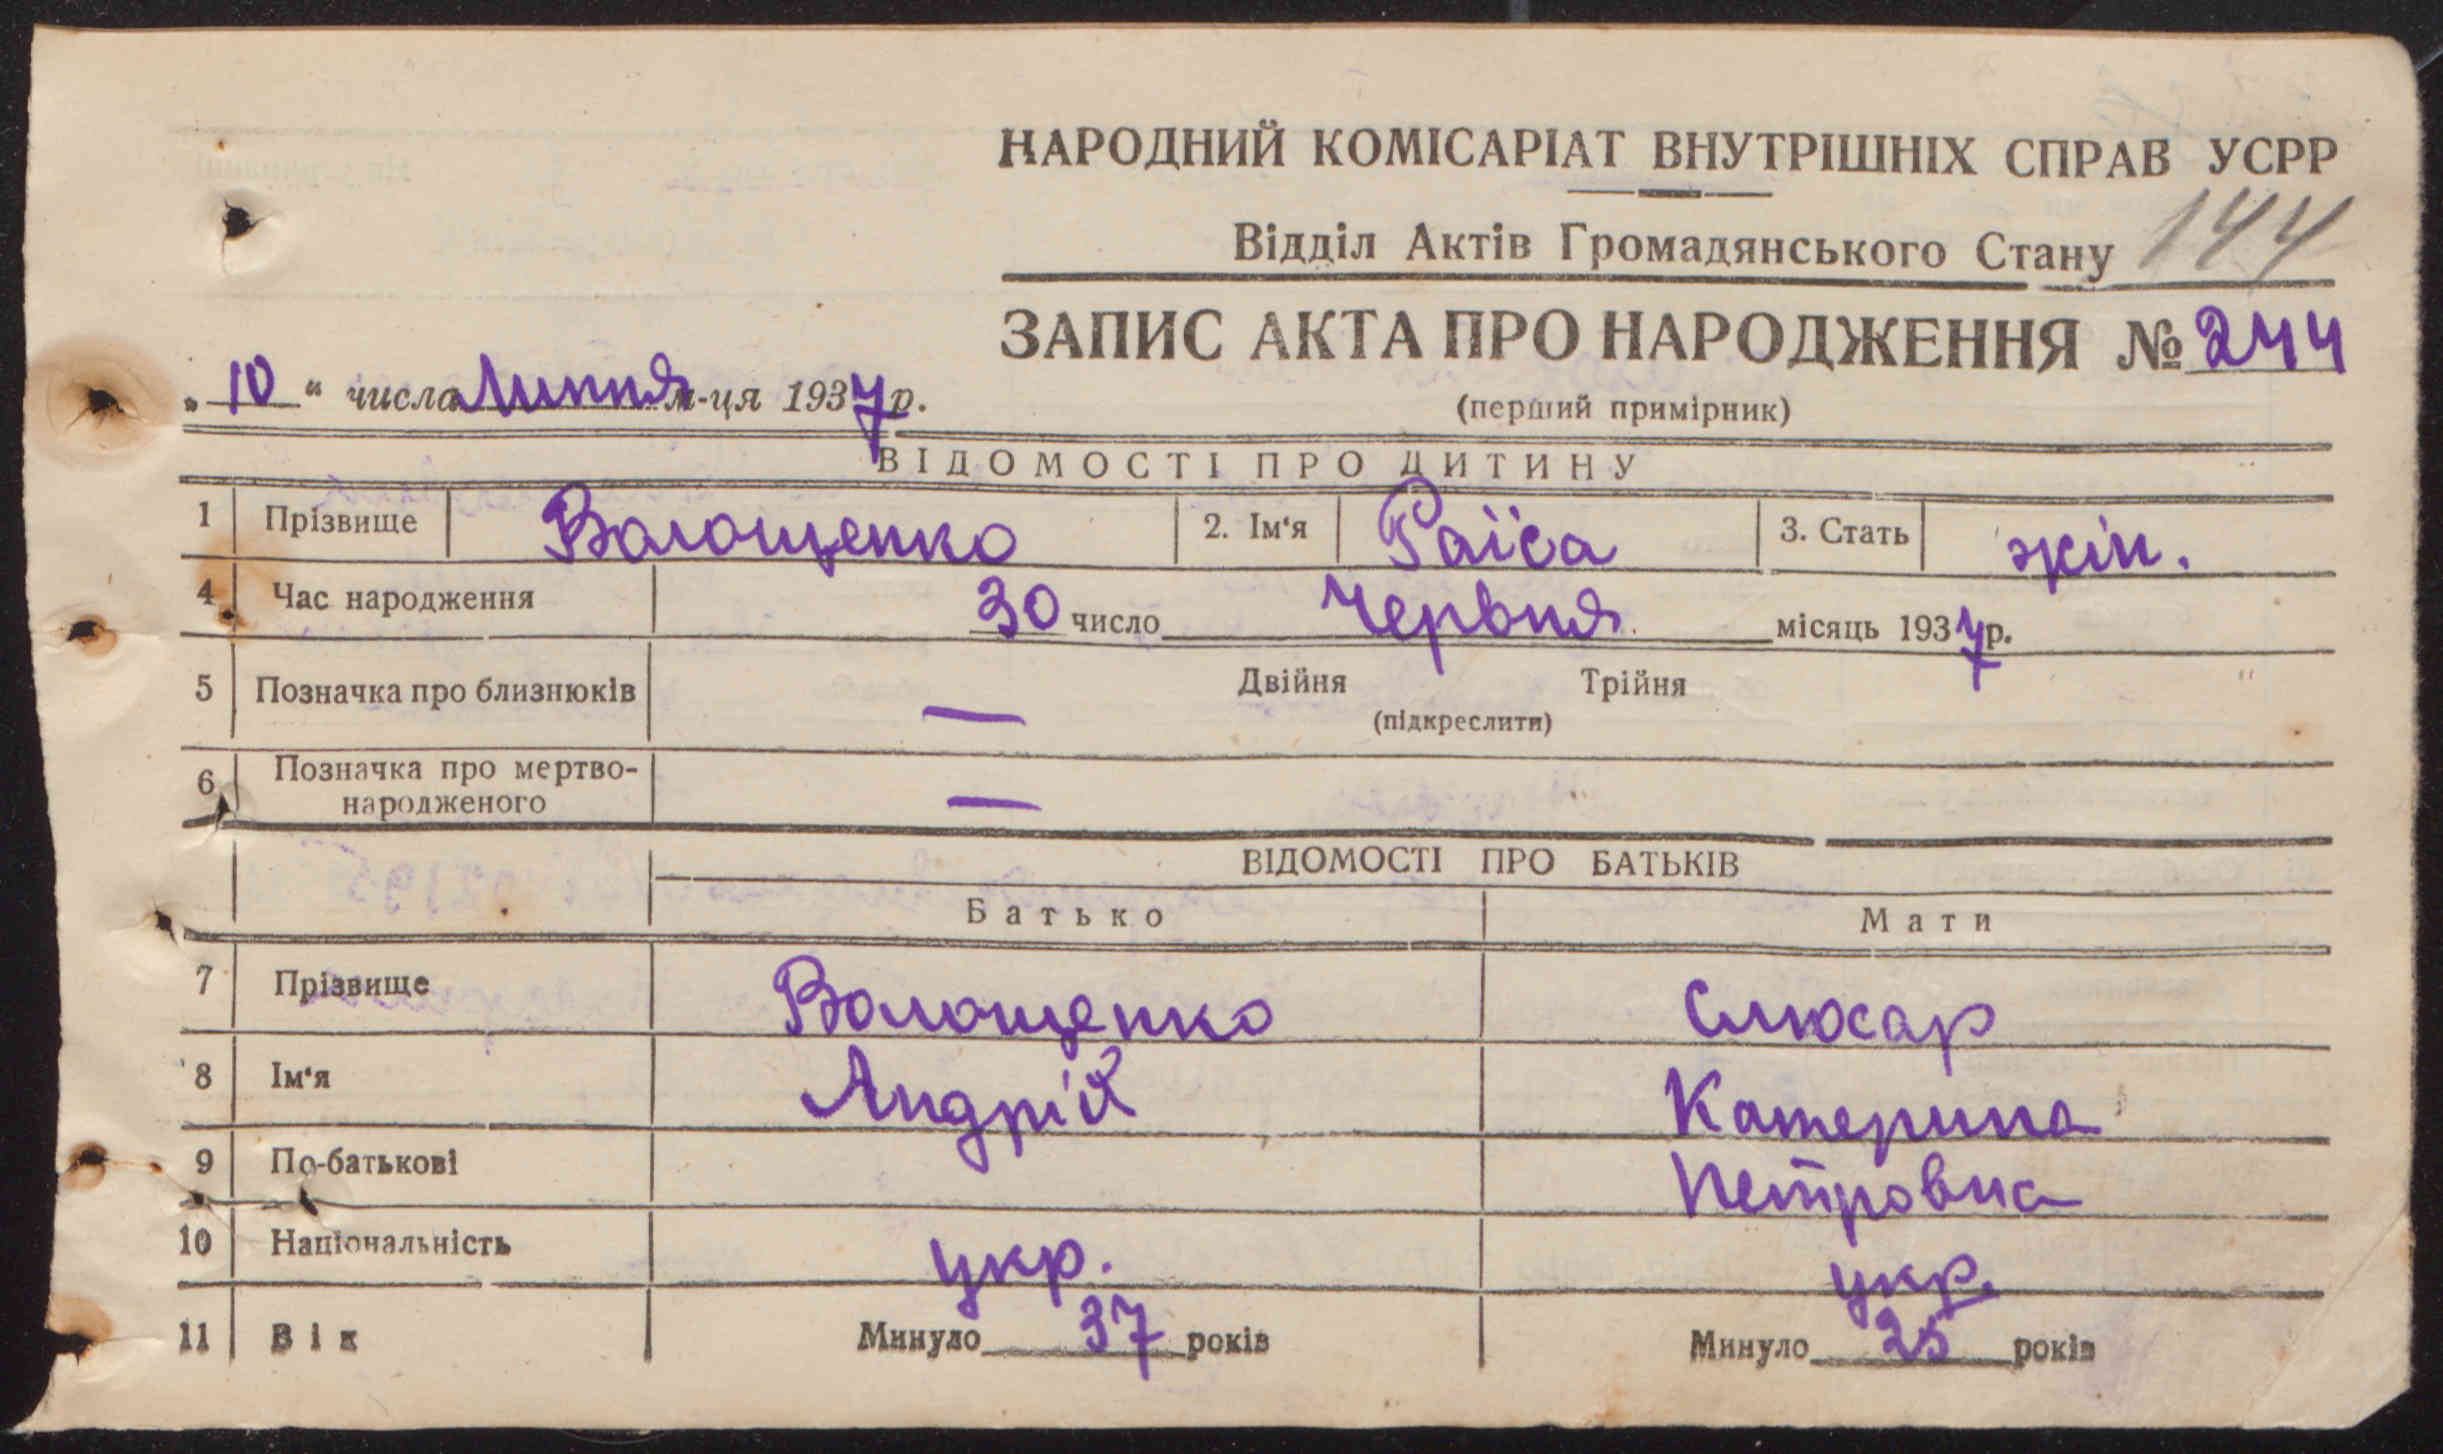 НАРОДНИЙ КОМІСАРІАТ ВНУТРІШНІХ СПРАВ УСРР
Відділ Актів Громадянського Стану 144
ЗАПИС АКТА ПРО НАРОДЖЕННЯ № 244
„10“ числа Липня м-ця 1937 р.
(перший примірник)
ВІДОМОСТІ ПРО ДИТИНУ
1 Прізвище Волощенко 2. Ім‘я Раїса 3. Стать жін.
4 Час народження 30 число Червня місяць 1937 р.
5 Позначка про близнюків — Двійня Трійня
(підкреслити)
6 Позначка про мертво-
народженого —
ВІДОМОСТІ ПРО БАТЬКІВ
Батько Мати
7 Прізвище Волощенко Слюсар
8 Ім‘я Андрій Катерина
9 По-батькові Петровна
10 Національність укр. укр.
11 Вік Минуло 37 років Минуло 25 років